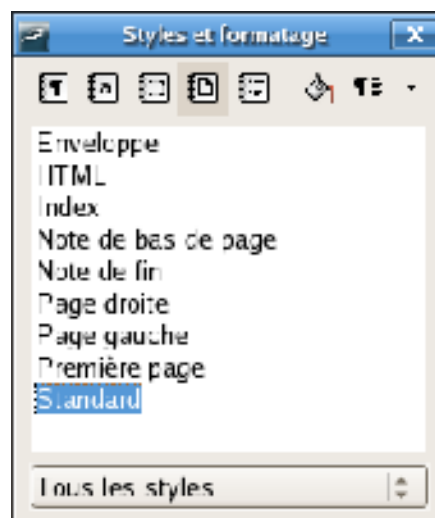 Styles et formatage
Enveloppe
HTML
Index
Note de bas de page
Note de fin
Page droite
Page gauche
Première page
Standard
Tous les styles